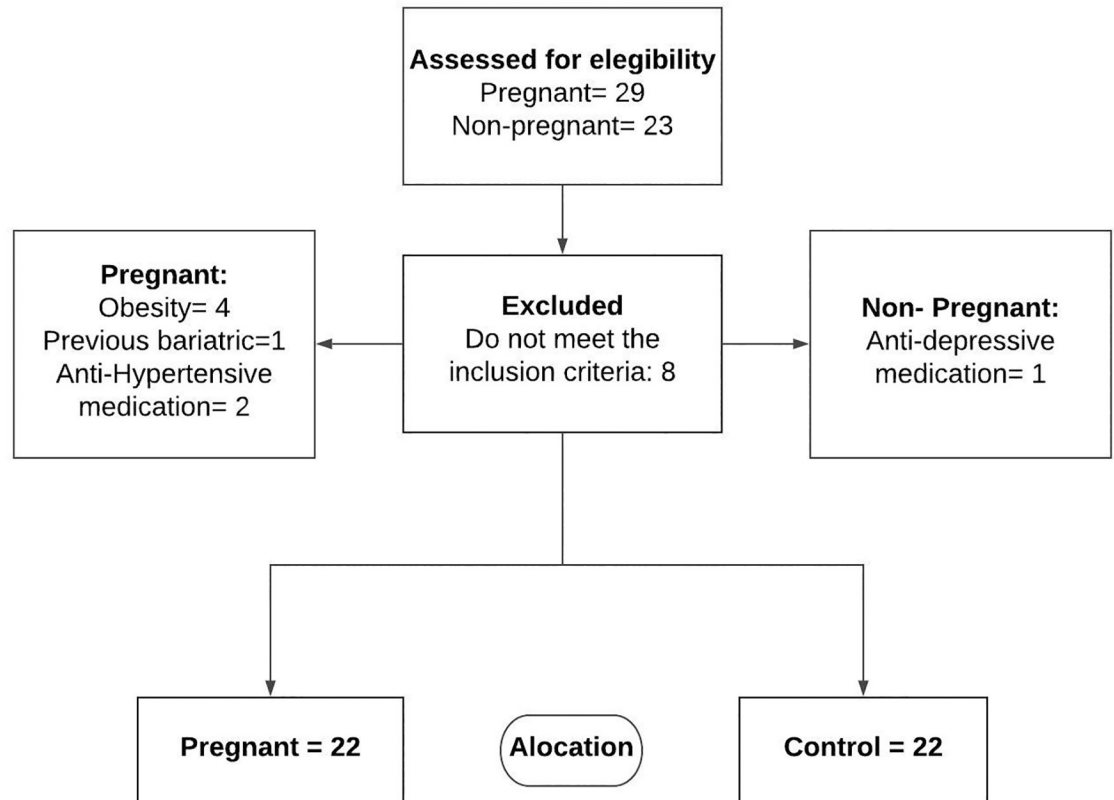 Assessed for elegibility
Pregnant= 29
Non-pregnant= 23
Pregnant:
Obesity= 4
Previous bariatric=1
Anti-Hypertensive
medication= 2
Excluded
Do not meet the
inclusion criteria: 8
Non- Pregnant:
Anti-depressive
medication= 1
Pregnant = 22
Alocation
Control = 22